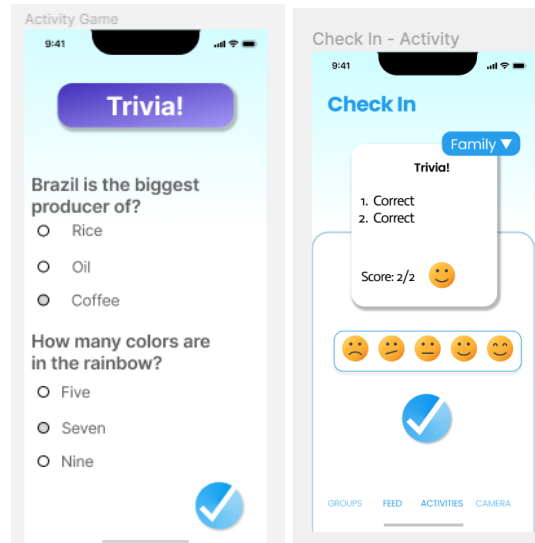 Activity Game
9:41
Trivia!
Brazil is the biggest
producer of?
Rice
Oil
Coffee
How many colors are
in the rainbow?
Five
Seven
Nine
Check In - Activity
9:41
Check In
Family ▼
Trivia!
1. Correct
2. Correct
Score: 2/2
GROUPS FEED ACTIVITIES CAMERA